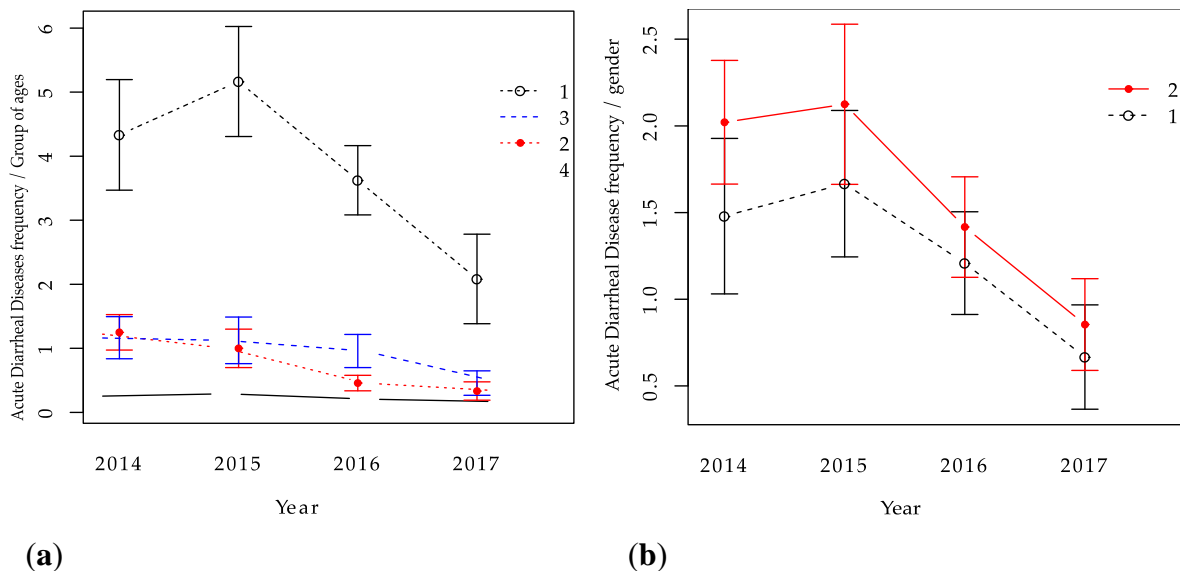 Acute Diarrheal Diseases frequency / Group of ages
6
5
4
3
2
1
0
1
3
2
4
2014 2015 2016 2017
Year
(a)
Acute Diarrheal Disease frequency / gender
2.5
2.0
1.5
1.0
0.5
2
1
2014 2015 2016 2017
Year
(b)